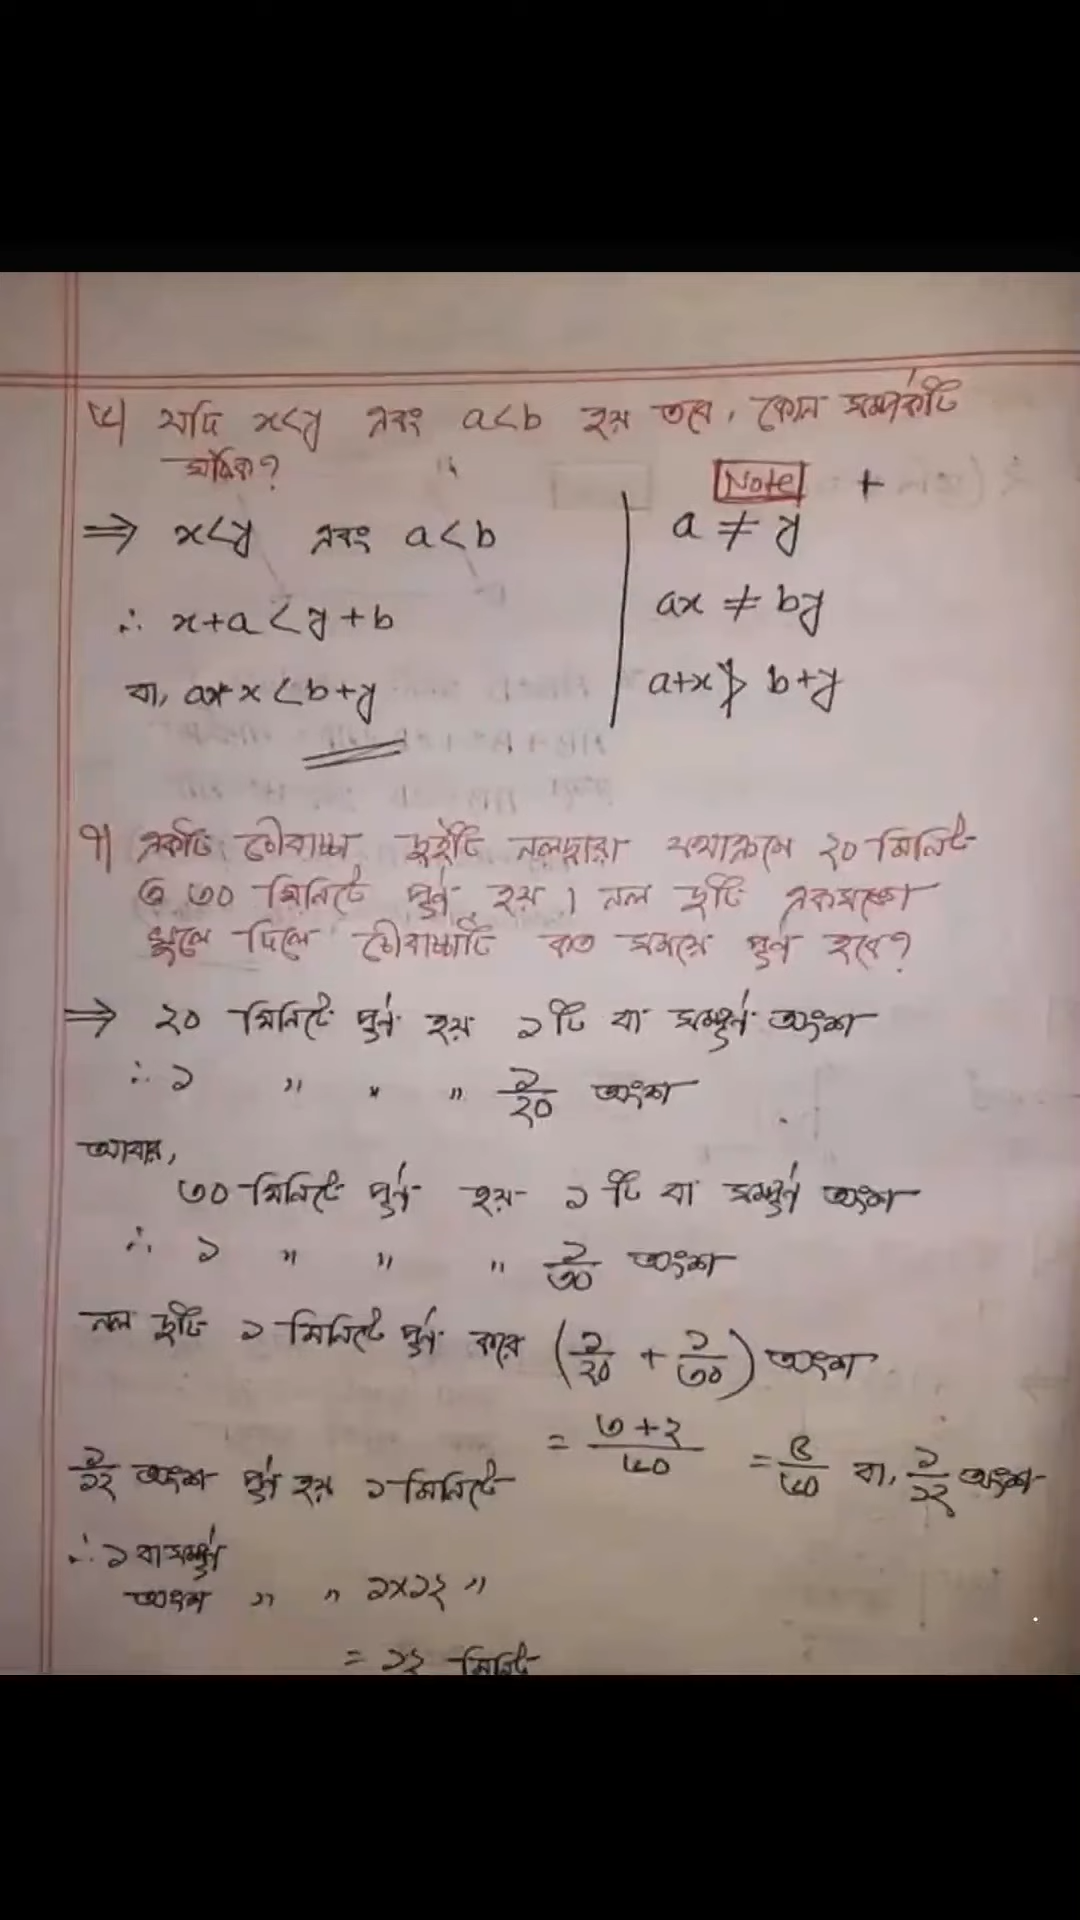 ৬| যদি x<y এবং a<b হয় তবে, কোন সম্পর্কটি
সঠিক?
Note +
⇒ x<y এবং a<b
a ≠ y
∴ x+a < y+b
ax ≠ by
বা, a+x < b+y
a+x ≯ b+y
৭| একটি চৌবাচ্চা দুইটি নলদ্বারা যথাক্রমে ২০ মিনিট
ও ৩০ মিনিটে পূর্ণ হয়। নল দুটি একসঙ্গে
খুলে দিলে চৌবাচ্চাটি কত সময়ে পূর্ণ হবে?
⇒ ২০ মিনিটে পূর্ণ হয় ১টি বা সম্পূর্ণ অংশ
∴ ১ " " " ১/২০ অংশ
আবার,
৩০ মিনিটে পূর্ণ হয় ১ টি বা সম্পূর্ণ অংশ
∴ ১ " " " ১/৩০ অংশ
নল দুটি ১ মিনিটে পূর্ণ করে (১/২০ + ১/৩০) অংশ
= ৩+২/৬০ = ৫/৬০ বা, ১/১২ অংশ
১/১২ অংশ পূর্ণ হয় ১ মিনিটে
∴ ১ বা সম্পূর্ণ
অংশ " " ১×১২ "
= ১২ মিনিট